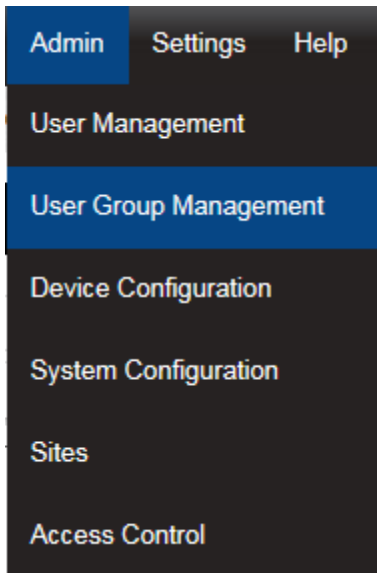 Admin Settings Help
User Management
User Group Management
Device Configuration
System Configuration
Sites
Access Control